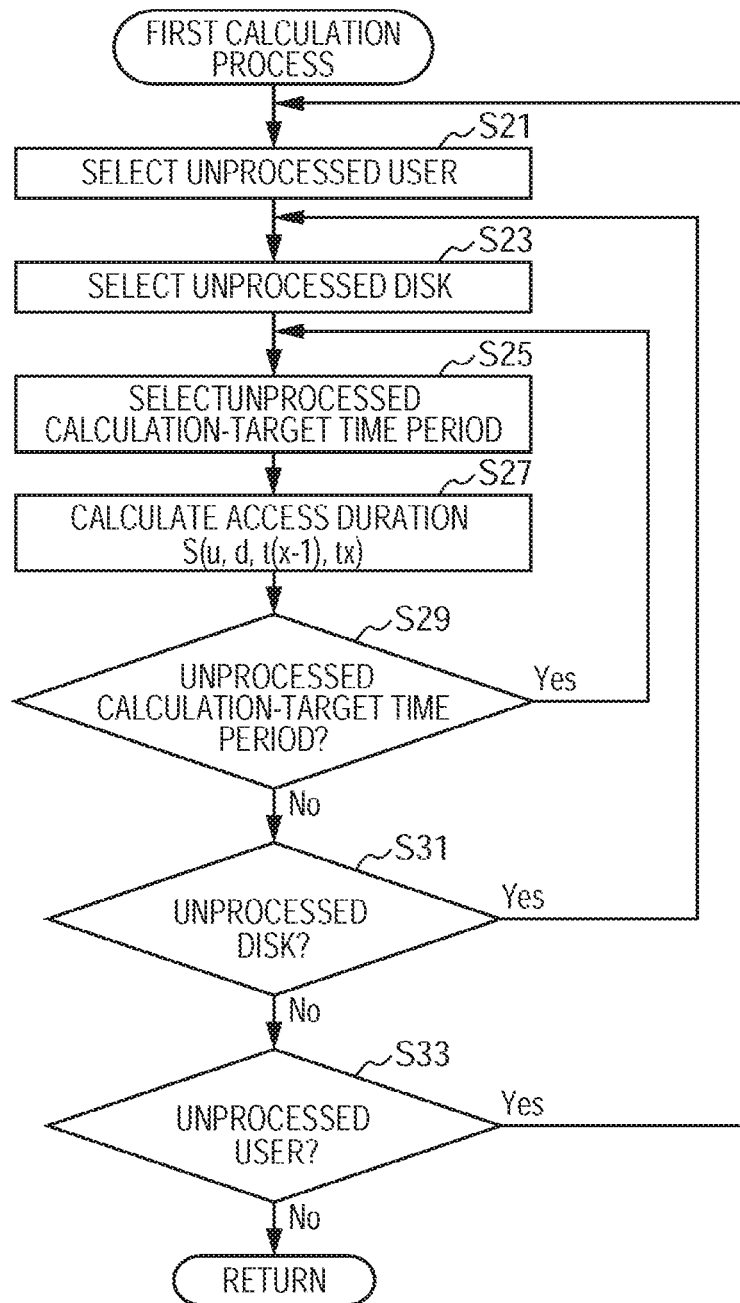 FIRST CALCULATION
PROCESS
S21
SELECT UNPROCESSED USER
S23
SELECT UNPROCESSED DISK
S25
SELECTUNPROCESSED
CALCULATION-TARGET TIME PERIOD
S27
CALCULATE ACCESS DURATION
S(u, d, t(x-1), tx)
S29
UNPROCESSED
CALCULATION-TARGET TIME
PERIOD?
Yes
No
S31
UNPROCESSED
DISK?
Yes
No
S33
UNPROCESSED
USER?
Yes
No
RETURN